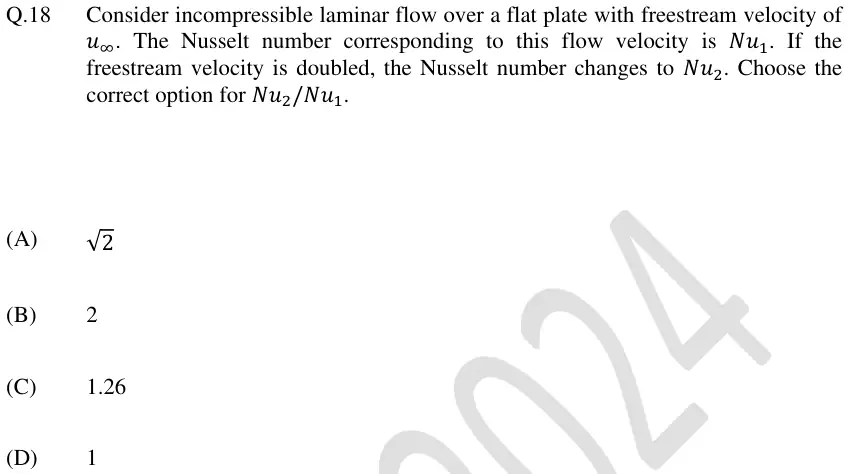 Q.18 Consider incompressible laminar flow over a flat plate with freestream velocity of
𝑢∞. The Nusselt number corresponding to this flow velocity is 𝑁𝑢₁. If the
freestream velocity is doubled, the Nusselt number changes to 𝑁𝑢₂. Choose the
correct option for 𝑁𝑢₂/𝑁𝑢₁.
(A) √2
(B) 2
(C) 1.26
(D) 1
2024